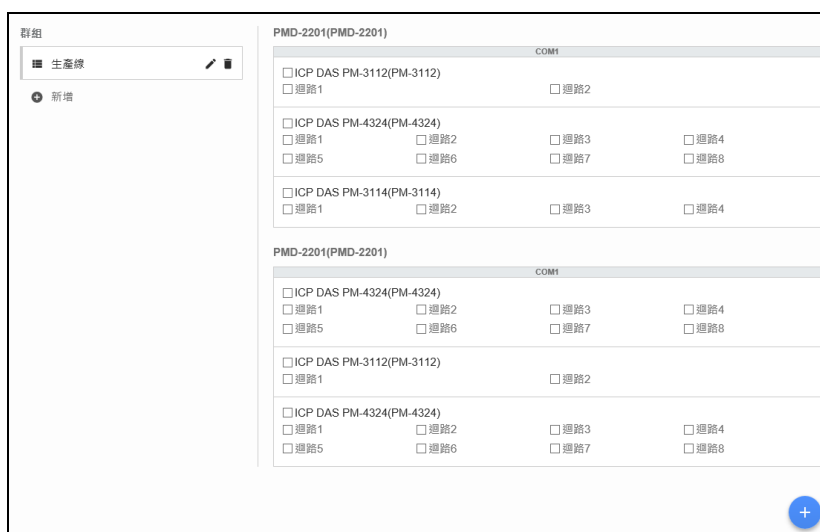 群組
生產線
新增
PMD-2201(PMD-2201)
COM1
ICP DAS PM-3112(PM-3112)
迴路1 迴路2
ICP DAS PM-4324(PM-4324)
迴路1 迴路2 迴路3 迴路4
迴路5 迴路6 迴路7 迴路8
ICP DAS PM-3114(PM-3114)
迴路1 迴路2 迴路3 迴路4
PMD-2201(PMD-2201)
COM1
ICP DAS PM-4324(PM-4324)
迴路1 迴路2 迴路3 迴路4
迴路5 迴路6 迴路7 迴路8
ICP DAS PM-3112(PM-3112)
迴路1 迴路2
ICP DAS PM-4324(PM-4324)
迴路1 迴路2 迴路3 迴路4
迴路5 迴路6 迴路7 迴路8